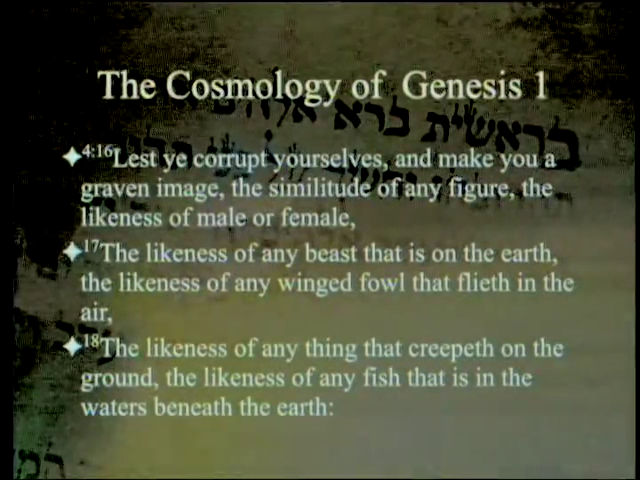 The Cosmology of Genesis 1
בראשית ברא אלהים
4:16Lest ye corrupt yourselves, and make you a
graven image, the similitude of any figure, the
likeness of male or female,
17The likeness of any beast that is on the earth,
the likeness of any winged fowl that flieth in the
air,
18The likeness of any thing that creepeth on the
ground, the likeness of any fish that is in the
waters beneath the earth: